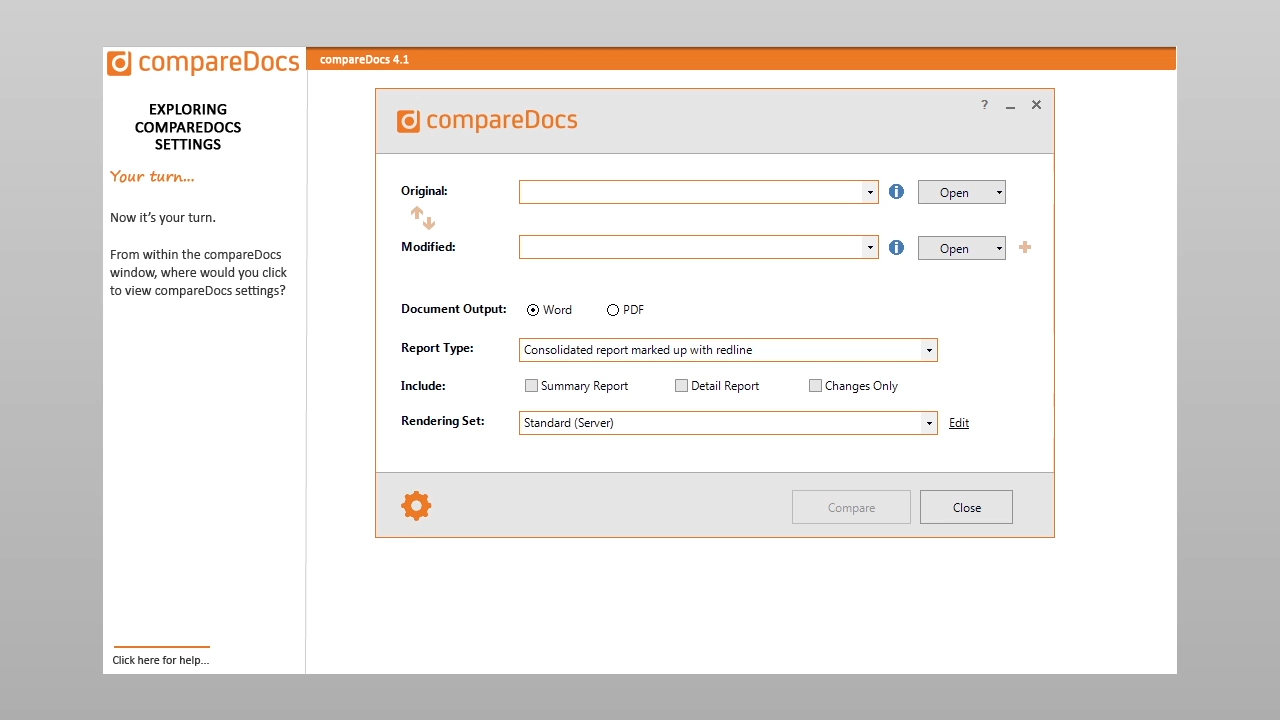 compareDocs
compareDocs 4.1
EXPLORING
COMPAREDOCS
SETTINGS
Your turn...
Now it's your turn.
From within the compareDocs
window, where would you click
to view compareDocs settings?
Click here for help...
compareDocs
?
Original:
Open
Modified:
Open
Document Output:
Word
PDF
Report Type:
Consolidated report marked up with redline
Include:
Summary Report
Detail Report
Changes Only
Rendering Set:
Standard (Server)
Edit
Compare
Close